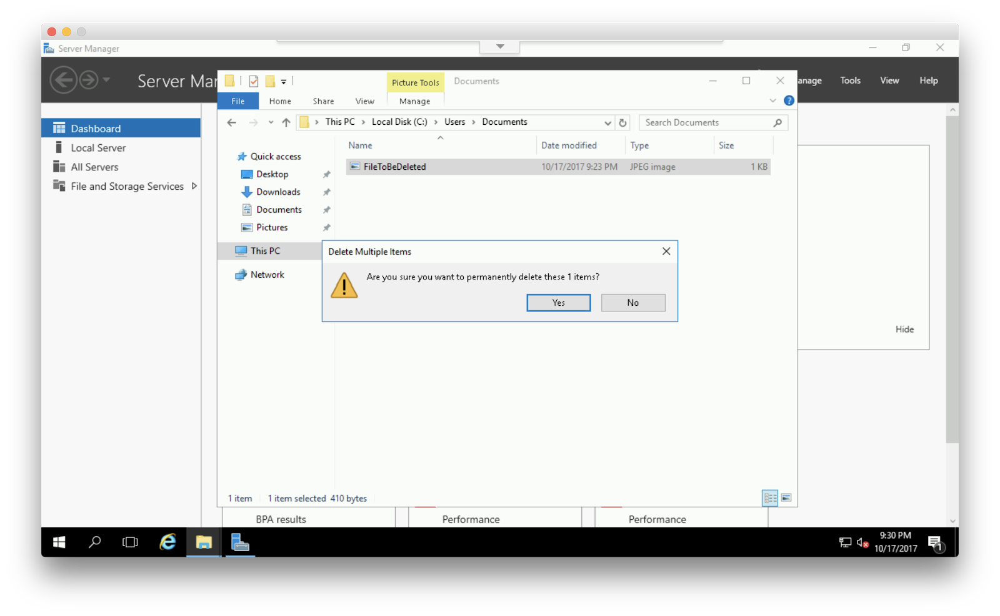 Server Manager
Server Mar
anage
Tools
View
Help
Picture Tools
Documents
File
Home
Share
View
Manage
This PC > Local Disk (C:) > Users > Documents
Search Documents
Dashboard
Local Server
All Servers
File and Storage Services
Quick access
Desktop
Downloads
Documents
Pictures
This PC
Network
Name
Date modified
Type
Size
FileToBeDeleted
10/17/2017 9:23 PM
JPEG image
1 KB
Delete Multiple Items
Are you sure you want to permanently delete these 1 items?
Yes
No
Hide
1 item
1 item selected 410 bytes
BPA results
Performance
Performance
9:30 PM
10/17/2017
1